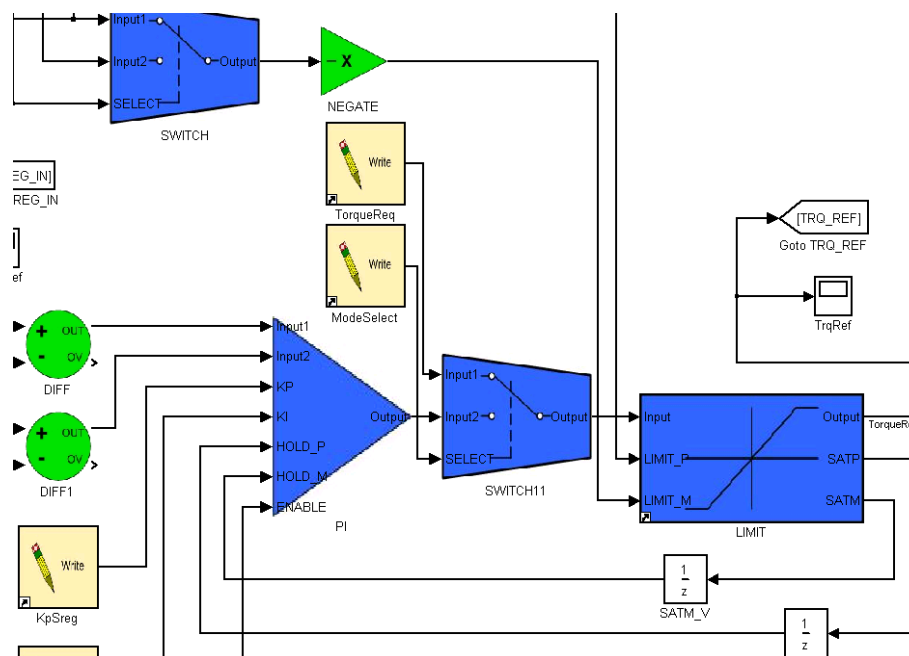 Input1
Input2
Output
SELECT
SWITCH
- X
NEGATE
Write
TorqueReq
EG_IN]
REG_IN
[TRQ_REF]
Goto TRQ_REF
Write
ModeSelect
ef
TrqRef
+ OUT
- OV
DIFF
Input1
Input2
KP
KI
HOLD_P
HOLD_M
ENABLE
Output
PI
Input1
Input2
Output
SELECT
SWITCH11
+ OUT
- OV
DIFF1
Input
LIMIT_P
LIMIT_M
Output
SATP
SATM
LIMIT
TorqueRe
Write
KpSreg
1
z
SATM_V
1
z